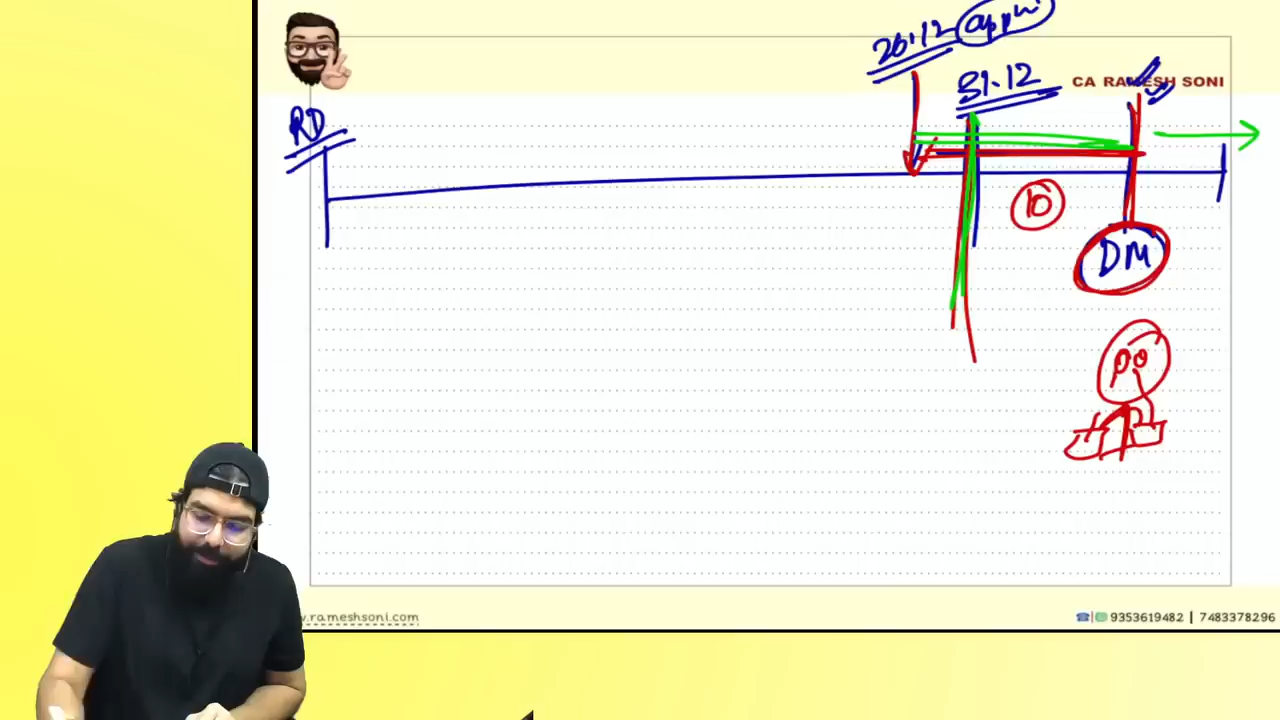 26.12
31.12
CA RAMESH SONI
RD
10
DM
PO
w.rameshsoni.com
9353619482 | 7483378296